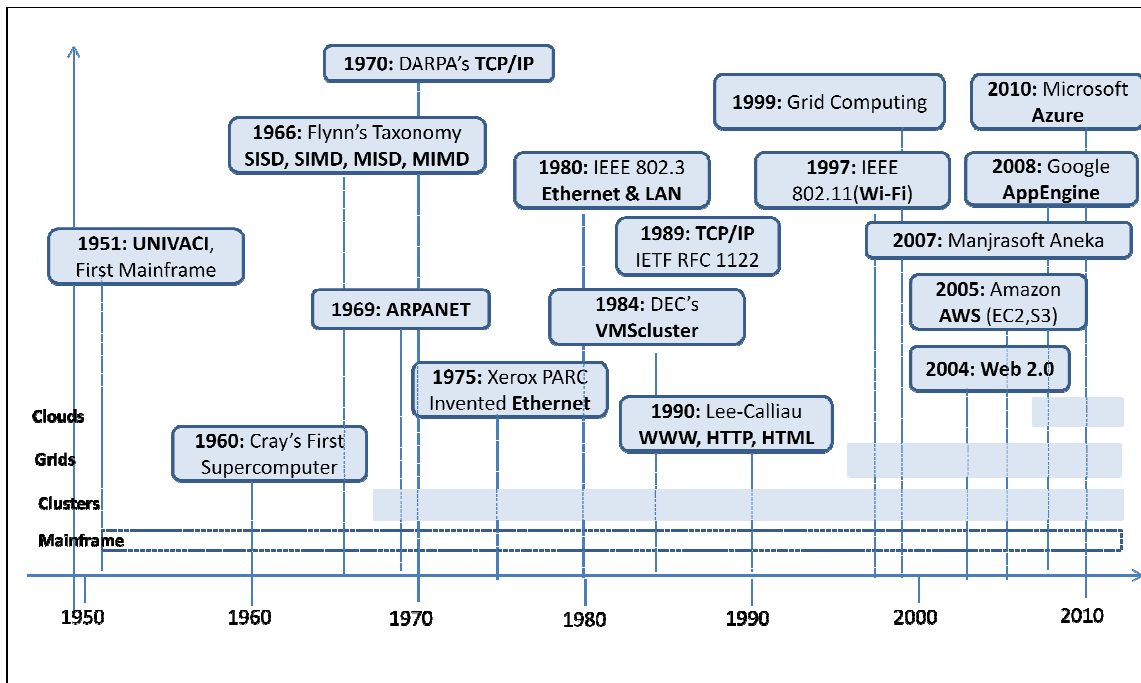 1970: DARPA's TCP/IP
1999: Grid Computing
2010: Microsoft
Azure
1966: Flynn's Taxonomy
SISD, SIMD, MISD, MIMD
1980: IEEE 802.3
Ethernet & LAN
1997: IEEE
802.11(Wi-Fi)
2008: Google
AppEngine
1951: UNIVACI,
First Mainframe
1989: TCP/IP
IETF RFC 1122
2007: Manjrasoft Aneka
1969: ARPANET
1984: DEC's
VMScluster
2005: Amazon
AWS (EC2,S3)
1975: Xerox PARC
Invented Ethernet
2004: Web 2.0
1990: Lee-Calliau
WWW, HTTP, HTML
1960: Cray's First
Supercomputer
Clouds
Grids
Clusters
Mainframe
1950
1960
1970
1980
1990
2000
2010